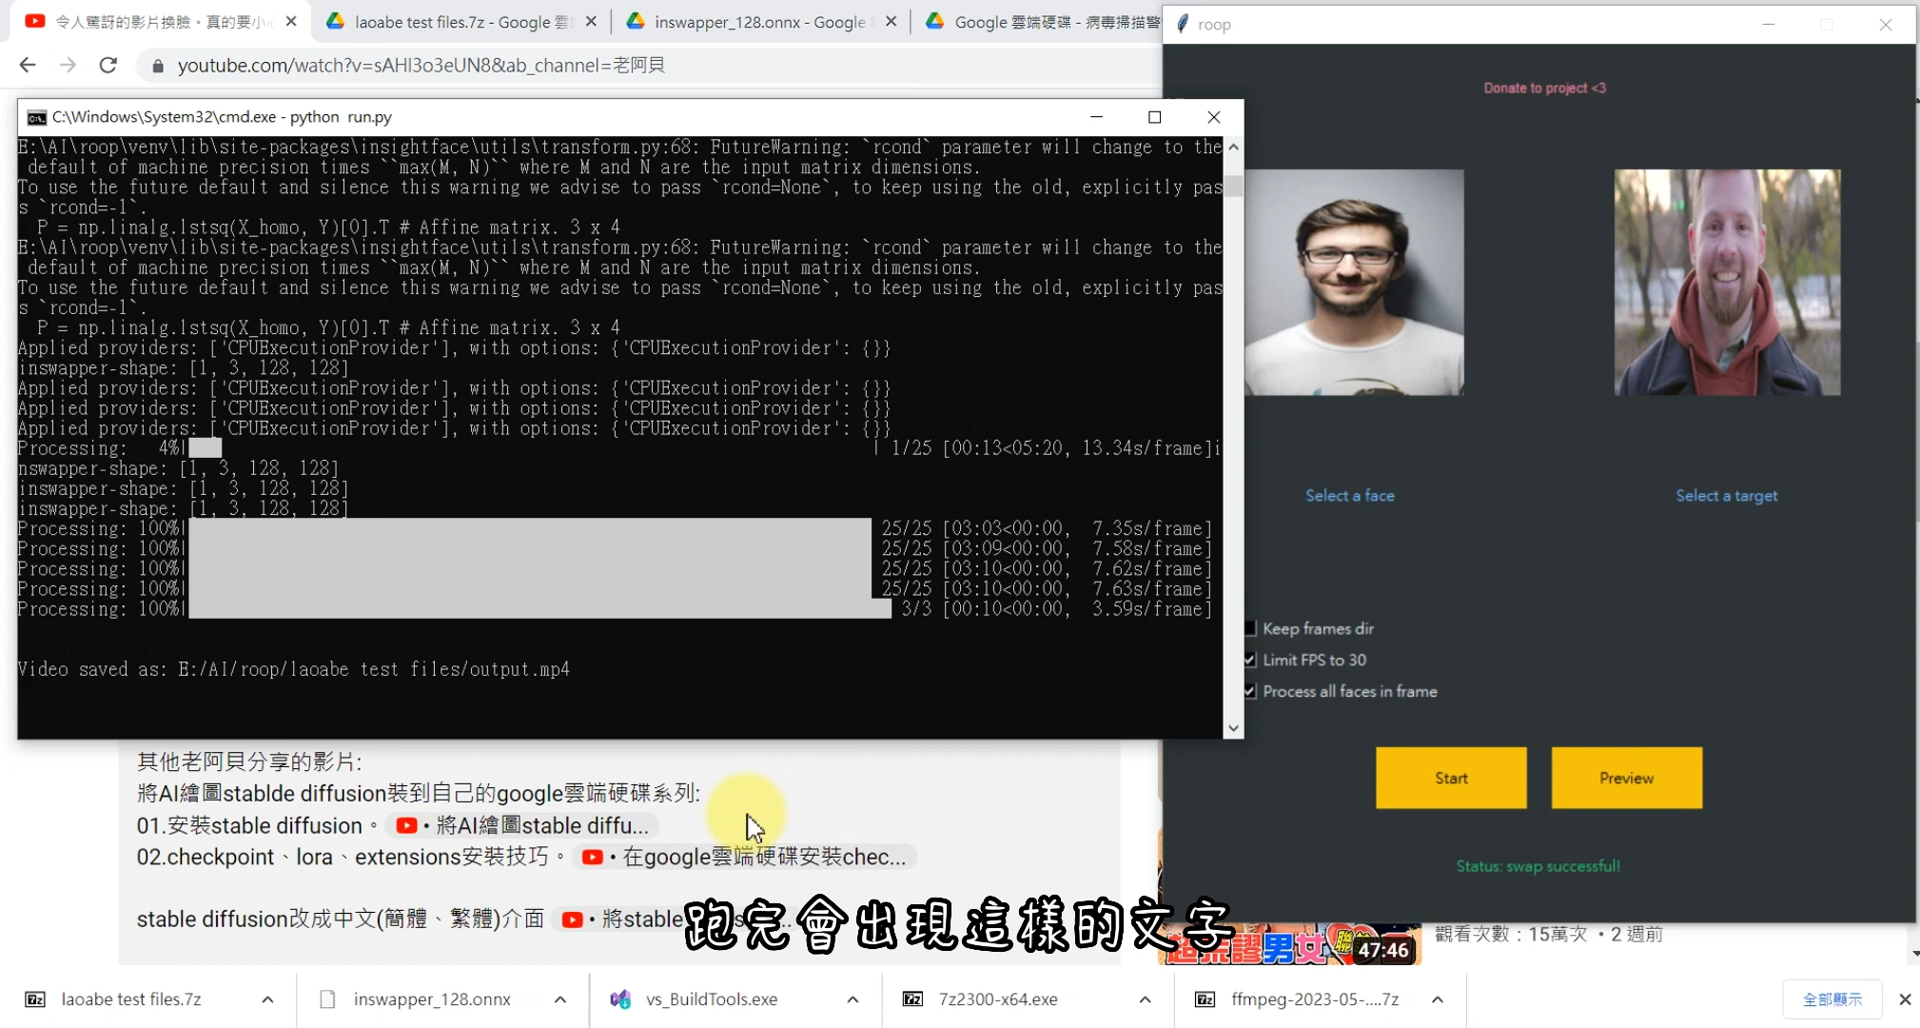 令人驚訝的影片換臉。真的要小心
laoabe test files.7z - Google 雲
inswapper_128.onnx - Google
Google 雲端硬碟 - 病毒掃描警
youtube.com/watch?v=sAHI3o3eUN8&ab_channel=老阿貝
roop
Donate to project <3
C:\Windows\System32\cmd.exe - python  run.py
E:\AI\roop\venv\lib\site-packages\insightface\utils\transform.py:68: FutureWarning: `rcond` parameter will change to the
default of machine precision times ``max(M, N)`` where M and N are the input matrix dimensions.
To use the future default and silence this warning we advise to pass `rcond=None`, to keep using the old, explicitly pas
s `rcond=-1`.
P = np.linalg.lstsq(X_homo, Y)[0].T # Affine matrix. 3 x 4
E:\AI\roop\venv\lib\site-packages\insightface\utils\transform.py:68: FutureWarning: `rcond` parameter will change to the
default of machine precision times ``max(M, N)`` where M and N are the input matrix dimensions.
To use the future default and silence this warning we advise to pass `rcond=None`, to keep using the old, explicitly pas
s `rcond=-1`.
P = np.linalg.lstsq(X_homo, Y)[0].T # Affine matrix. 3 x 4
Applied providers: ['CPUExecutionProvider'], with options: {'CPUExecutionProvider': {}}
inswapper-shape: [1, 3, 128, 128]
Applied providers: ['CPUExecutionProvider'], with options: {'CPUExecutionProvider': {}}
Applied providers: ['CPUExecutionProvider'], with options: {'CPUExecutionProvider': {}}
Applied providers: ['CPUExecutionProvider'], with options: {'CPUExecutionProvider': {}}
Processing:   4%| | 1/25 [00:13<05:20, 13.34s/frame]i
nswapper-shape: [1, 3, 128, 128]
inswapper-shape: [1, 3, 128, 128]
inswapper-shape: [1, 3, 128, 128]
Processing: 100%| 25/25 [03:03<00:00,  7.35s/frame]
Processing: 100%| 25/25 [03:09<00:00,  7.58s/frame]
Processing: 100%| 25/25 [03:10<00:00,  7.62s/frame]
Processing: 100%| 25/25 [03:10<00:00,  7.63s/frame]
Processing: 100%| 3/3 [00:10<00:00,  3.59s/frame]
Video saved as: E:/AI/roop/laoabe test files/output.mp4
Select a face
Select a target
Keep frames dir
Limit FPS to 30
Process all faces in frame
Start
Preview
Status: swap successful!
其他老阿貝分享的影片:
將AI繪圖stablde diffusion裝到自己的google雲端硬碟系列:
01.安裝stable diffusion。 • 將AI繪圖stable diffu...
02.checkpoint、lora、extensions安裝技巧。 • 在google雲端硬碟安裝chec...
stable diffusion改成中文(簡體、繁體)介面 • 將stable
跑完會出現這樣的文字
超荒謬男女
47:46
觀看次數：15萬次 • 2 週前
laoabe test files.7z
inswapper_128.onnx
vs_BuildTools.exe
7z2300-x64.exe
ffmpeg-2023-05-....7z
全部顯示